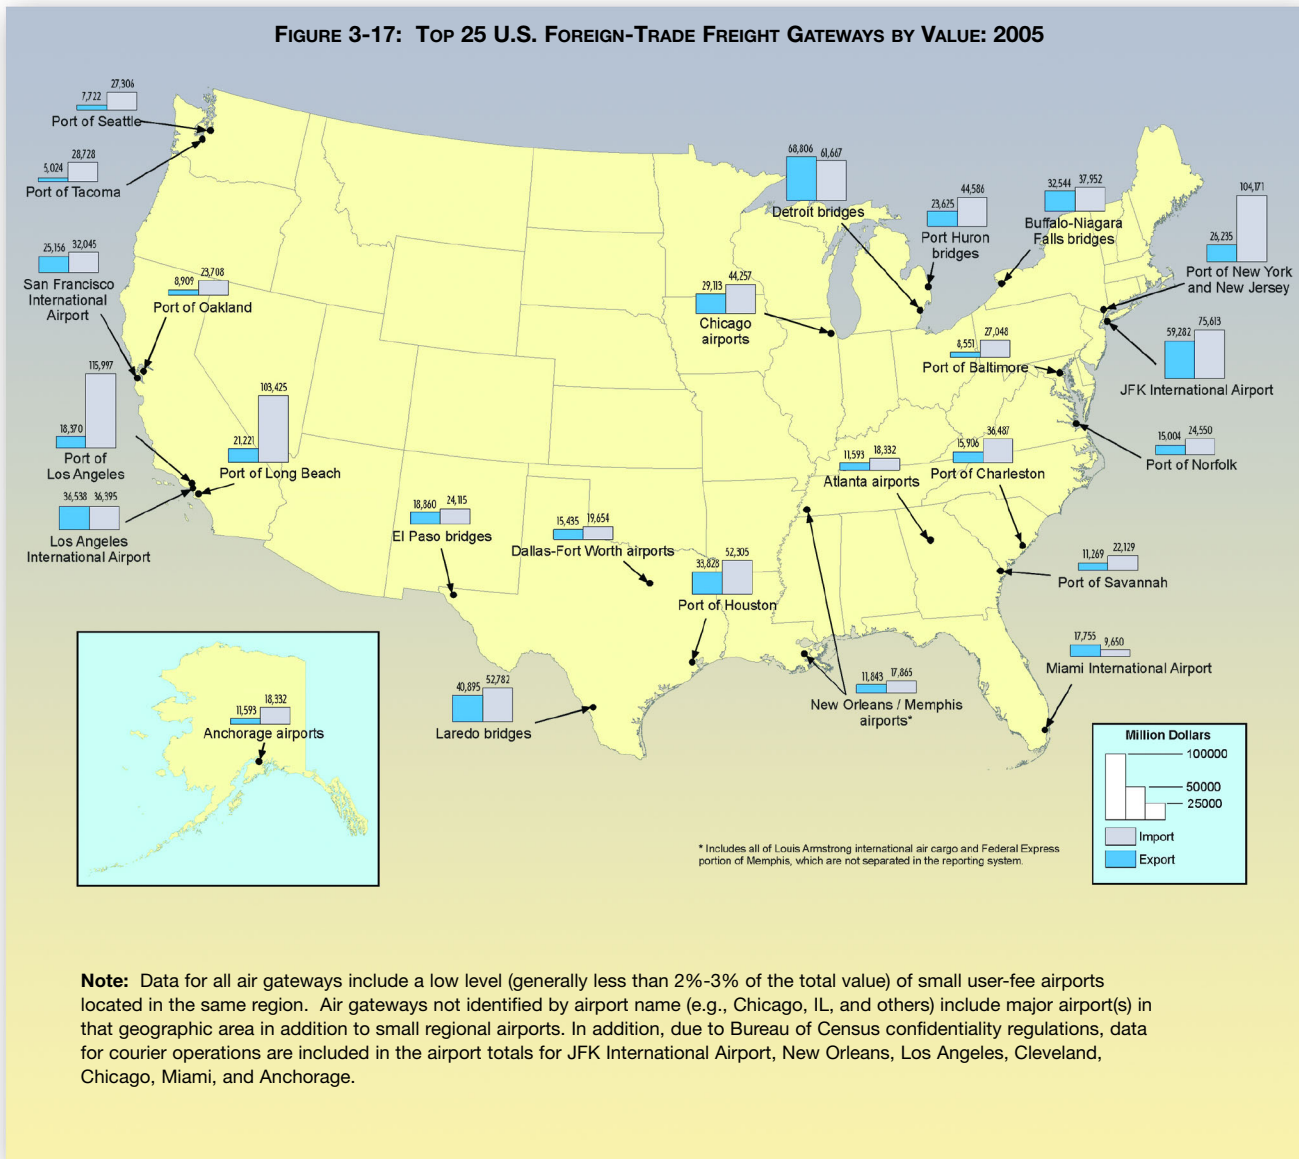 FIGURE 3-17: TOP 25 U.S. FOREIGN-TRADE FREIGHT GATEWAYS BY VALUE: 2005
7,722 27,306
Port of Seattle
5,024 28,728
Port of Tacoma
25,156 32,045
San Francisco
International
Airport
8,909 23,708
Port of Oakland
115,997
18,370
Port of
Los Angeles
103,425
21,221
Port of Long Beach
36,538 36,395
Los Angeles
International Airport
18,860 24,115
El Paso bridges
15,435 19,654
Dallas-Fort Worth airports
33,828 52,305
Port of Houston
40,895 52,782
Laredo bridges
11,593 18,332
Anchorage airports
68,806 61,667
Detroit bridges
23,625 44,586
Port Huron
bridges
29,113 44,257
Chicago
airports
32,544 37,952
Buffalo-Niagara
Falls bridges
104,171
26,235
Port of New York
and New Jersey
59,282 75,613
JFK International Airport
8,551 27,048
Port of Baltimore
15,004 24,550
Port of Norfolk
11,593 18,332
Atlanta airports
15,906 36,487
Port of Charleston
11,269 22,129
Port of Savannah
17,755 9,650
Miami International Airport
11,843 17,865
New Orleans / Memphis
airports*
Million Dollars
100000
50000
25000
Import
Export
* Includes all of Louis Armstrong international air cargo and Federal Express
portion of Memphis, which are not separated in the reporting system.
Note: Data for all air gateways include a low level (generally less than 2%-3% of the total value) of small user-fee airports
located in the same region. Air gateways not identified by airport name (e.g., Chicago, IL, and others) include major airport(s) in
that geographic area in addition to small regional airports. In addition, due to Bureau of Census confidentiality regulations, data
for courier operations are included in the airport totals for JFK International Airport, New Orleans, Los Angeles, Cleveland,
Chicago, Miami, and Anchorage.